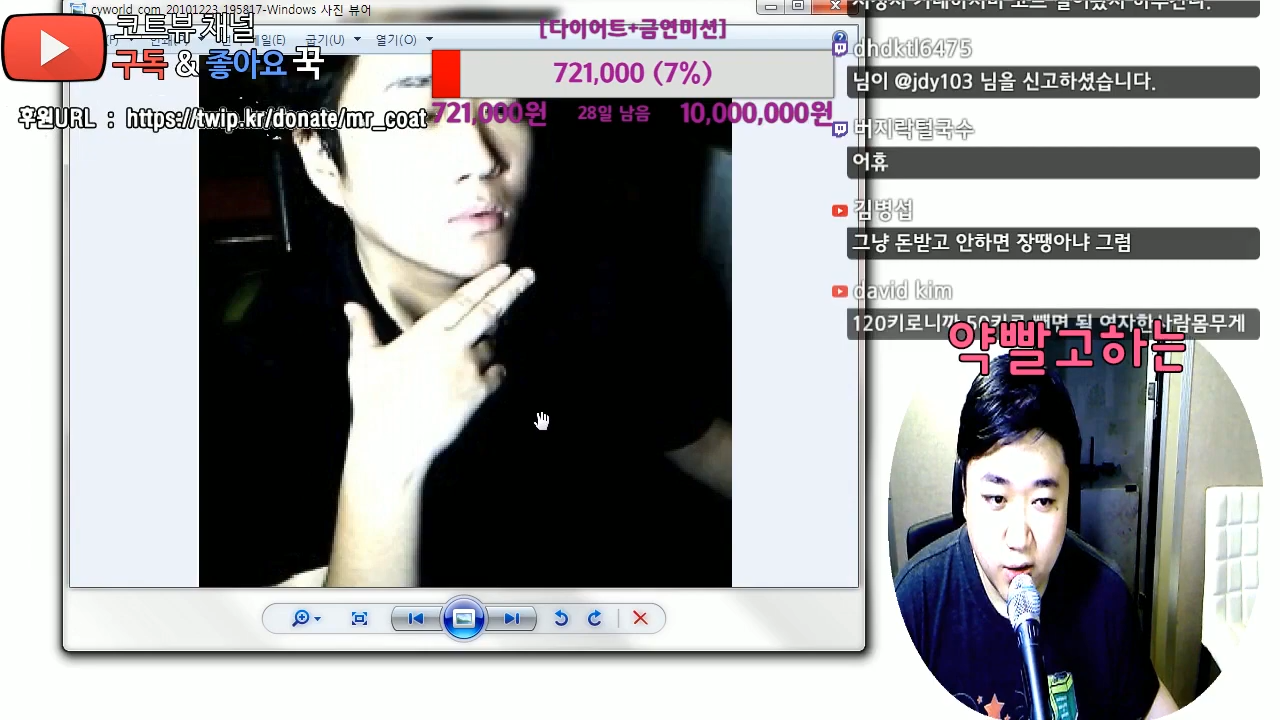 cyworld_com_20101223_195817-Windows 사진 뷰어
코트뷰 채널
구독 & 좋아요 꾹
굽기(U)
열기(O)
후원URL : https://twip.kr/donate/mr_coat
[다이어트+금연미션]
721,000 (7%)
721,000원 28일 남음 10,000,000원
dhdktl6475
님이 @jdy103 님을 신고하셨습니다.
버지락털국수
어휴
김병섭
그냥 돈받고 안하면 장땡아냐 그럼
david kim
120키로니까 50키로 빼면 됨 여자한사람몸무게
약빨고하는